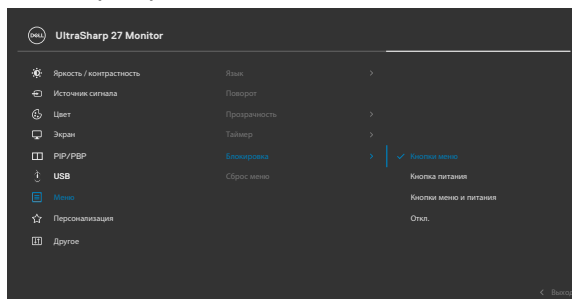 DELL UltraSharp 27 Monitor
Яркость / контрастность
Язык
Источник сигнала
Поворот
Цвет
Прозрачность
Экран
Таймер
PIP/PBP
Блокировка
Кнопки меню
USB
Сброс меню
Кнопка питания
Меню
Кнопки меню и питания
Персонализация
Откл.
Другое
Выход